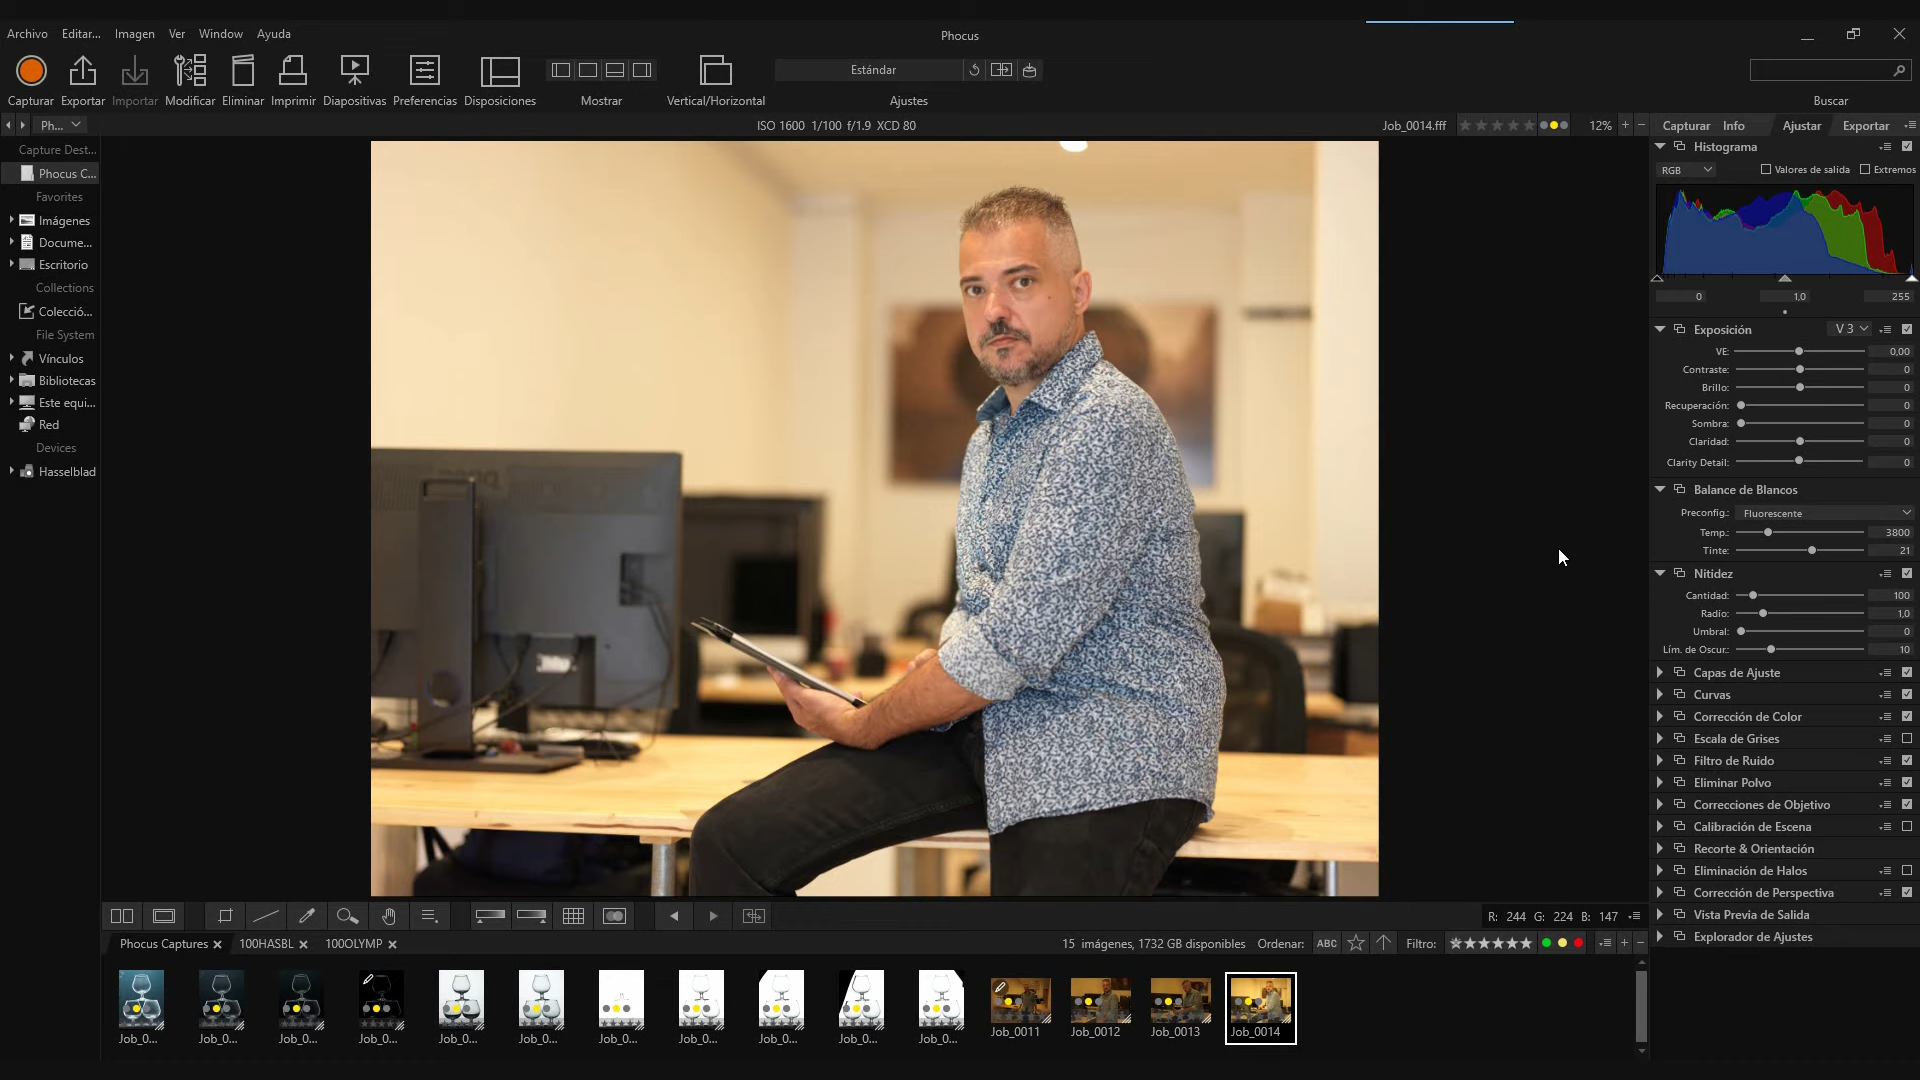 Archivo Editar... Imagen Ver Window Ayuda
Phocus
Capturar Exportar Importar Modificar Eliminar Imprimir Diapositivas Preferencias Disposiciones Mostrar Vertical/Horizontal
Estándar
Ajustes
Buscar
Ph...
ISO 1600 1/100 f/1.9 XCD 80
Job_0014.fff
12%
Capturar Info Ajustar Exportar
Capture Dest...
Phocus C...
Favorites
Imágenes
Docume...
Escritorio
Collections
Colecció...
File System
Vínculos
Bibliotecas
Este equi...
Red
Devices
Hasselblad
Histograma
RGB Valores de salida Extremos
0 1,0 255
Exposición V 3
VE: 0,00
Contraste: 0
Brillo: 0
Recuperación: 0
Sombra: 0
Claridad: 0
Clarity Detail: 0
Balance de Blancos
Preconfig.: Fluorescente
Temp.: 3800
Tinte: 21
Nitidez
Cantidad: 100
Radio: 1,0
Umbral: 0
Lím. de Oscur.: 10
Capas de Ajuste
Curvas
Corrección de Color
Escala de Grises
Filtro de Ruido
Eliminar Polvo
Correcciones de Objetivo
Calibración de Escena
Recorte & Orientación
Eliminación de Halos
Corrección de Perspectiva
Vista Previa de Salida
Explorador de Ajustes
R: 244 G: 224 B: 147
Phocus Captures 100HASBL 100OLYMP
15 imágenes, 1732 GB disponibles Ordenar: ABC Filtro:
Job_0... Job_0... Job_0... Job_0... Job_0... Job_0... Job_0... Job_0... Job_0... Job_0... Job_0... Job_0011 Job_0012 Job_0013 Job_0014